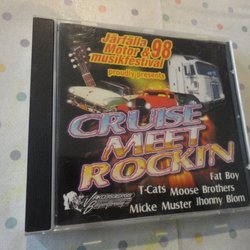 Järfälla
Motor & 98
musikfestival
proudly presents
CRUISE
MEET
ROCKIN
Fat Boy
T-Cats Moose Brothers
Micke Muster Jhonny Blom